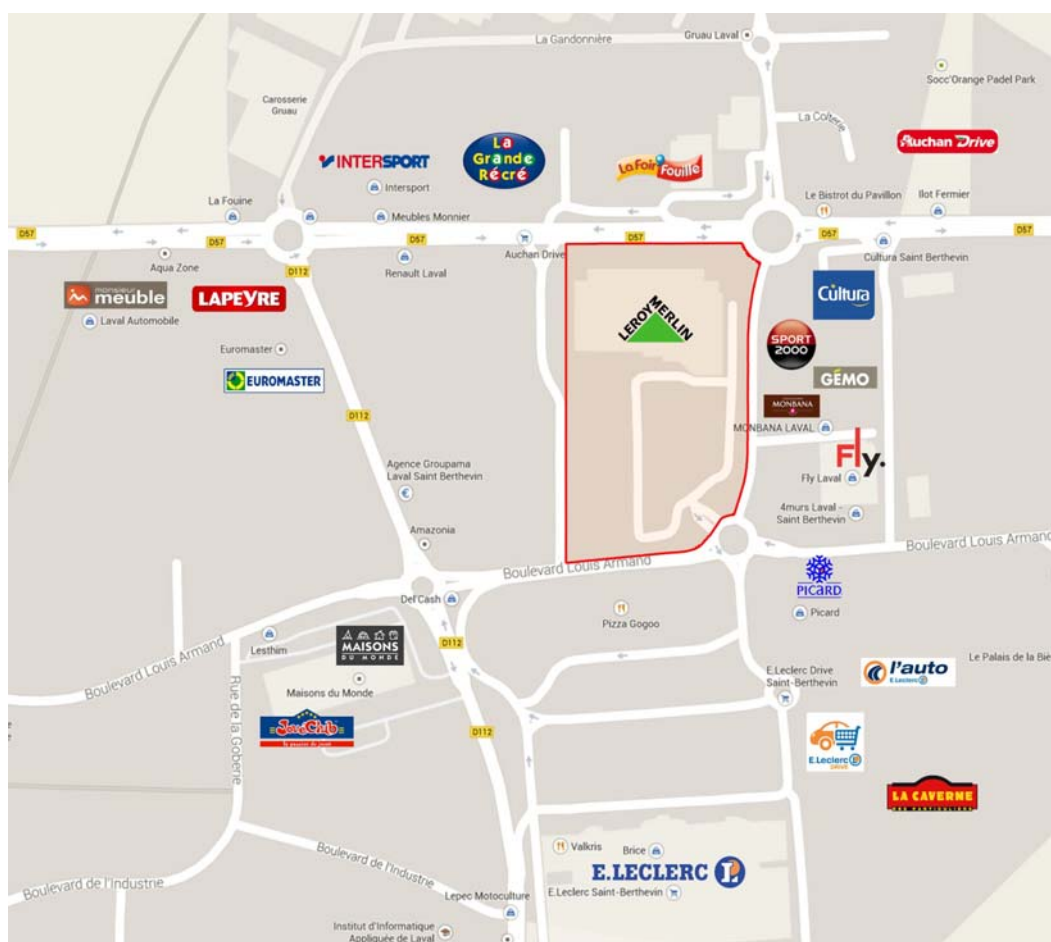 La Gandonnière
Gruau Laval
Socc'Orange Padel Park
Carosserie
Gruau
La Colterie
Auchan Drive
INTERSPORT
La
Grande
Récré
La Foir'Fouille
Intersport
Le Bistrot du Pavillon
Ilot Fermier
La Fouine
Meubles Monnier
D57
D57
D57
D57
D57
D57
Auchan Drive
Cultura Saint Berthevin
Aqua Zone
D112
Renault Laval
monsieur
meuble
LAPEYRE
Cultura
Laval Automobile
LEROY MERLIN
SPORT
2000
Euromaster
EUROMASTER
GÉMO
MONBANA
MONBANA LAVAL
D112
Fly.
Agence Groupama
Laval Saint Berthevin
Fly Laval
4murs Laval -
Saint Berthevin
Amazonia
Boulevard Louis Armand
Boulevard Louis Armand
PICARD
Del'Cash
Picard
Pizza Gogoo
D112
MAISONS
DU MONDE
Lesthim
Boulevard Louis Armand
Le Palais de la Biè
E.Leclerc Drive
Saint-Berthevin
l'auto
E.Leclerc
Maisons du Monde
Rue de la Gobene
JouéClub
D112
E.Leclerc
DRIVE
LA CAVERNE
DES PARTICULIERS
Valkris
Brice
Boulevard de l'Industrie
E.LECLERC
Boulevard de l'Industrie
E.Leclerc Saint-Berthevin
Lepec Motoculture
Institut d'Informatique
Appliquée de Laval